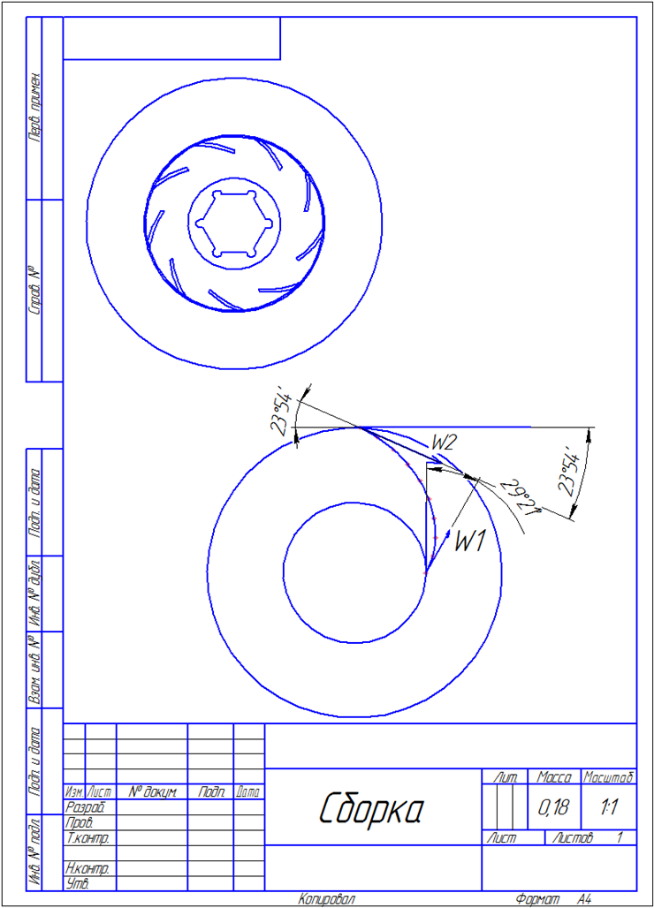 Перв. примен.
Справ. №
Подп. и дата
Инв. № дубл.
Взам. инв. №
Подп. и дата
Инв. № подл.
23°54'
W2
29°21'
23°54'
W1
Изм. Лист № докум. Подп. Дата
Разраб.
Пров.
Т.контр.
Н.контр.
Утв.
Сборка
Лит. Масса Масштаб
0,18 1:1
Лист Листов 1
Копировал Формат А4